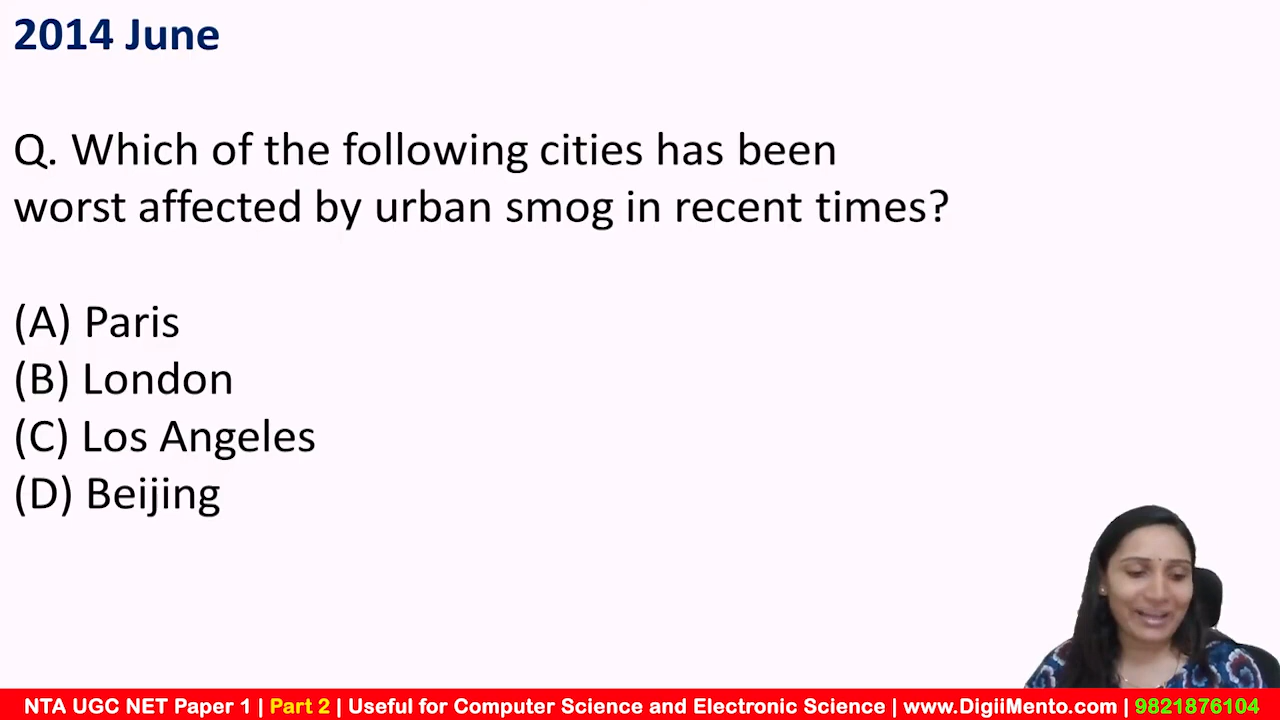 2014 June
Q. Which of the following cities has been
worst affected by urban smog in recent times?
(A) Paris
(B) London
(C) Los Angeles
(D) Beijing
NTA UGC NET Paper 1 | Part 2 | Useful for Computer Science and Electronic Science | www.DigiiMento.com | 9821876104